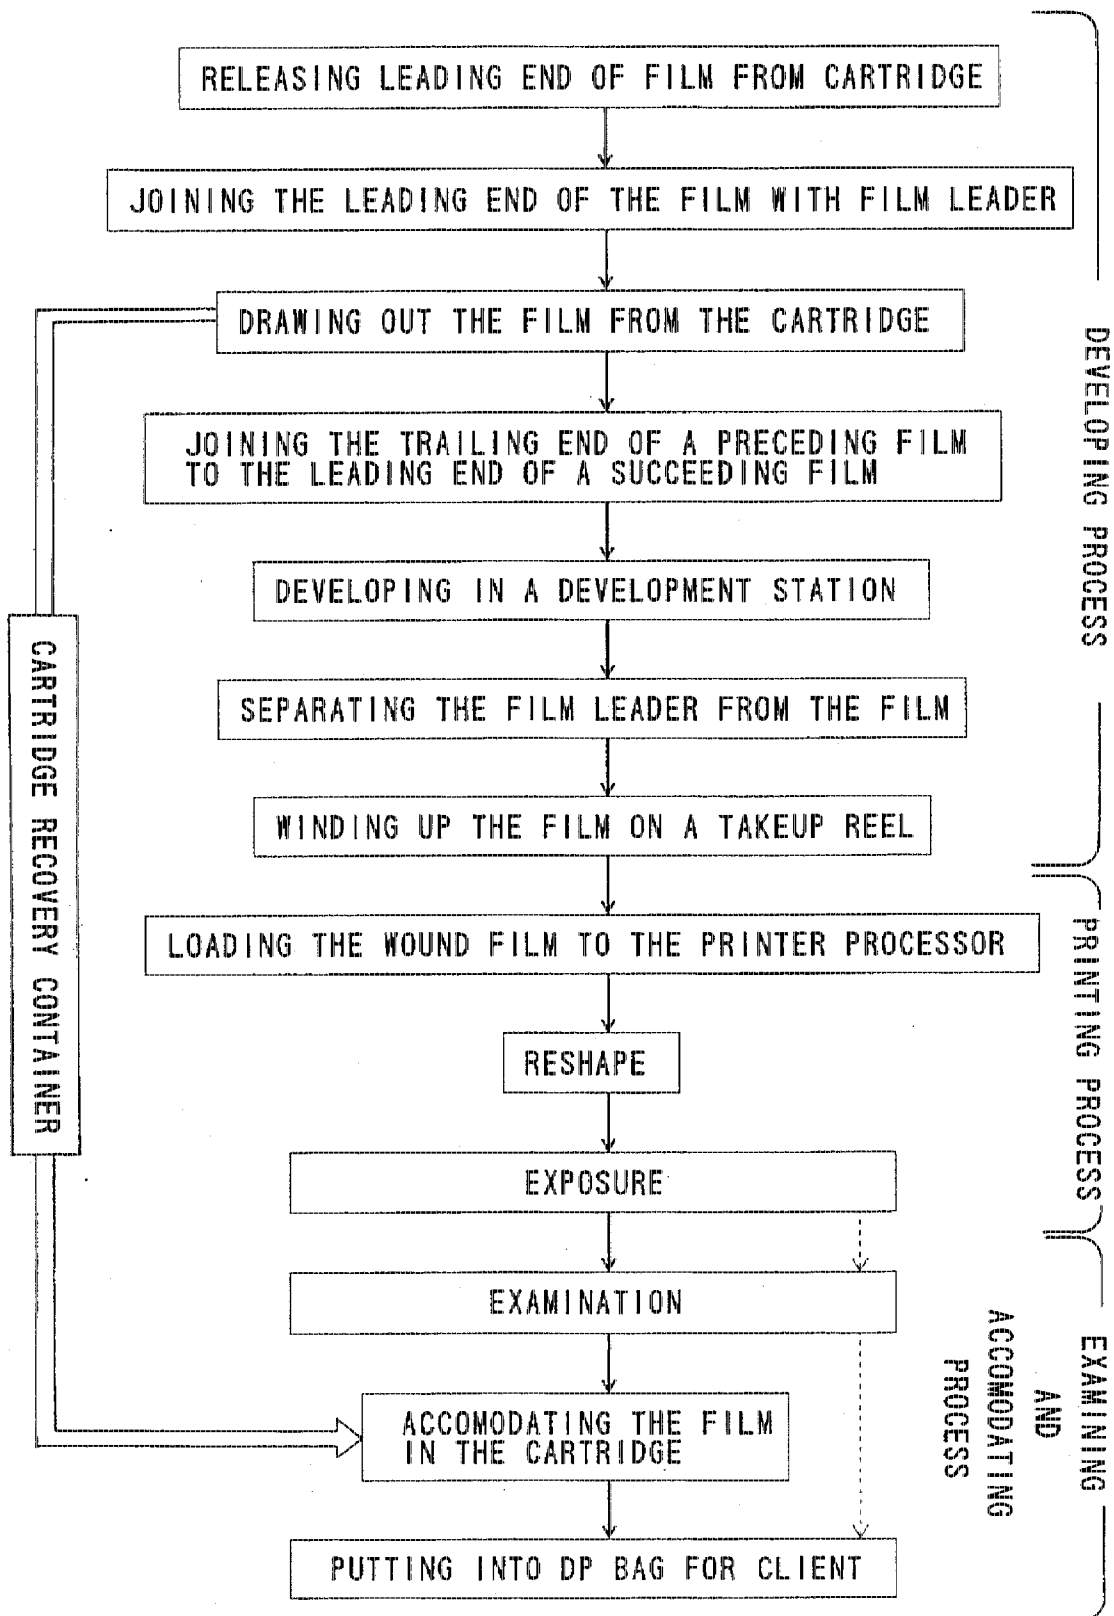 RELEASING LEADING END OF FILM FROM CARTRIDGE
JOINING THE LEADING END OF THE FILM WITH FILM LEADER
DRAWING OUT THE FILM FROM THE CARTRIDGE
JOINING THE TRAILING END OF A PRECEDING FILM
TO THE LEADING END OF A SUCCEEDING FILM
DEVELOPING IN A DEVELOPMENT STATION
SEPARATING THE FILM LEADER FROM THE FILM
WINDING UP THE FILM ON A TAKEUP REEL
DEVELOPING PROCESS
CARTRIDGE RECOVERY CONTAINER
LOADING THE WOUND FILM TO THE PRINTER PROCESSOR
RESHAPE
EXPOSURE
PRINTING PROCESS
EXAMINATION
ACCOMODATING THE FILM
IN THE CARTRIDGE
PUTTING INTO DP BAG FOR CLIENT
EXAMINING
AND
ACCOMODATING
PROCESS